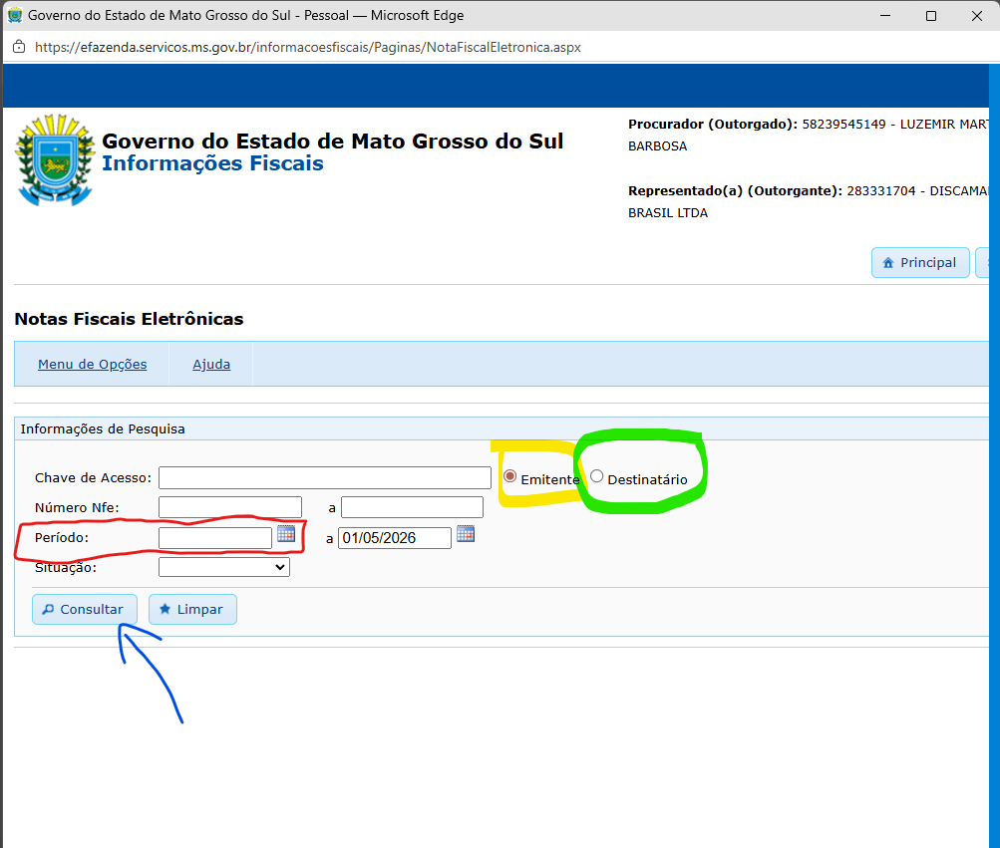 Governo do Estado de Mato Grosso do Sul - Pessoal — Microsoft Edge
https://efazenda.servicos.ms.gov.br/informacoesfiscais/Paginas/NotaFiscalEletronica.aspx
Governo do Estado de Mato Grosso do Sul
Informações Fiscais
Procurador (Outorgado): 58239545149 - LUZEMIR MART
BARBOSA
Representado(a) (Outorgante): 283331704 - DISCAMA
BRASIL LTDA
Principal
Notas Fiscais Eletrônicas
Menu de Opções Ajuda
Informações de Pesquisa
Chave de Acesso: Emitente Destinatário
Número Nfe: a
Período: a 01/05/2026
Situação:
Consultar Limpar